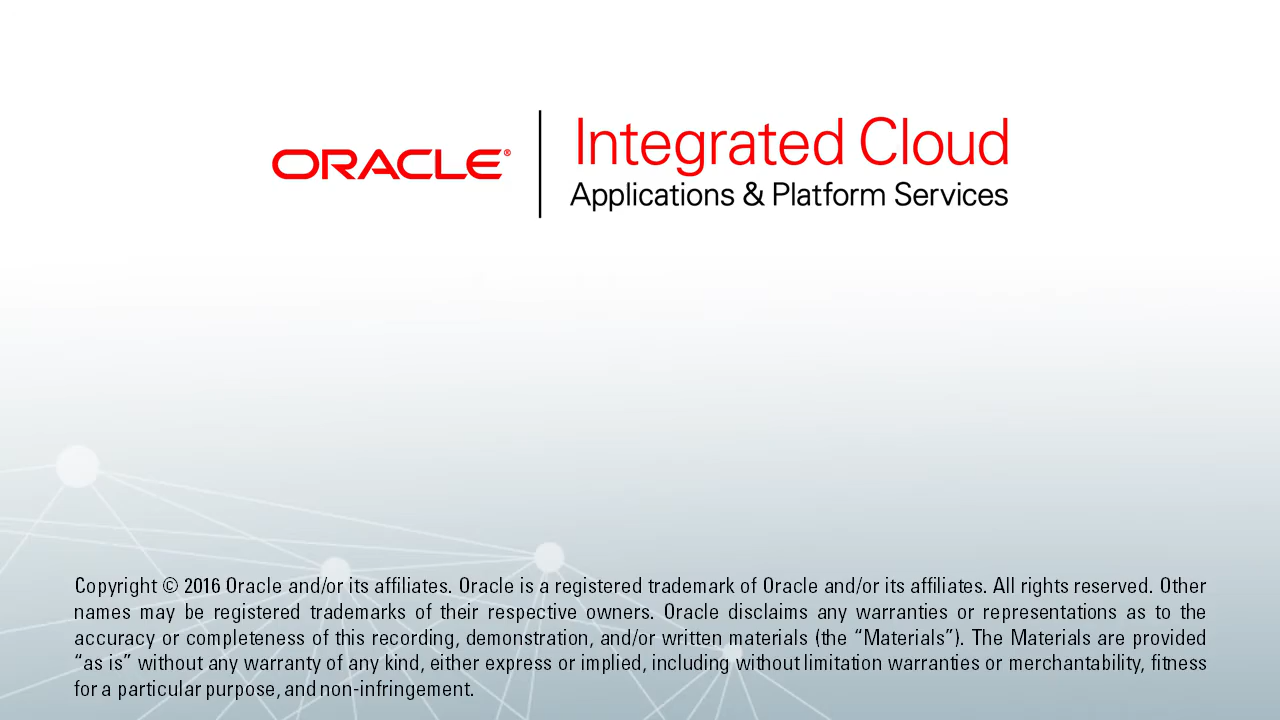 ORACLE®
Integrated Cloud
Applications & Platform Services
Copyright © 2016 Oracle and/or its affiliates. Oracle is a registered trademark of Oracle and/or its affiliates. All rights reserved. Other
names may be registered trademarks of their respective owners. Oracle disclaims any warranties or representations as to the
accuracy or completeness of this recording, demonstration, and/or written materials (the “Materials”). The Materials are provided
“as is” without any warranty of any kind, either express or implied, including without limitation warranties or merchantability, fitness
for a particular purpose, and non-infringement.